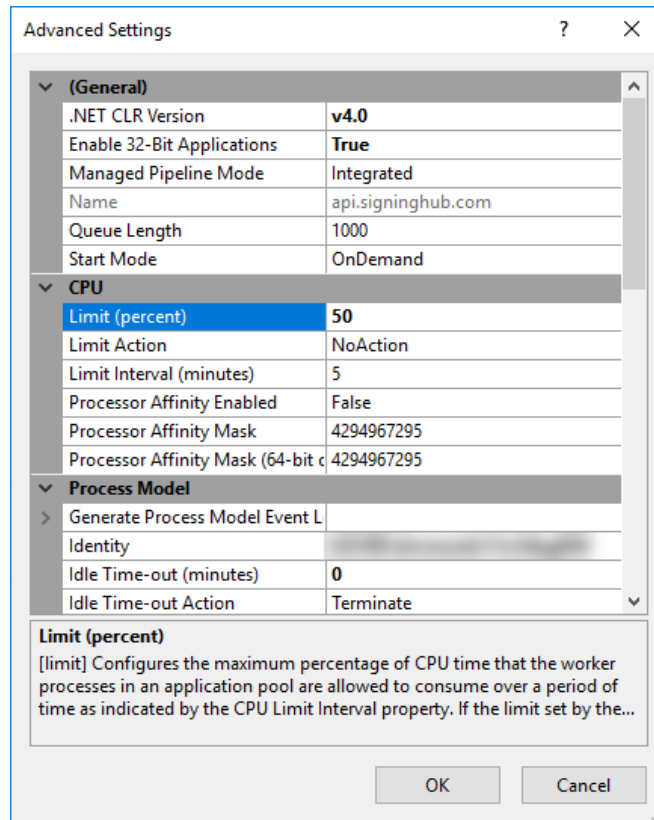 Advanced Settings ? ✕
(General)
.NET CLR Version v4.0
Enable 32-Bit Applications True
Managed Pipeline Mode Integrated
Name api.signinghub.com
Queue Length 1000
Start Mode OnDemand
CPU
Limit (percent) 50
Limit Action NoAction
Limit Interval (minutes) 5
Processor Affinity Enabled False
Processor Affinity Mask 4294967295
Processor Affinity Mask (64-bit 4294967295
Process Model
Generate Process Model Event
Identity
Idle Time-out (minutes) 0
Idle Time-out Action Terminate
Limit (percent)
[limit] Configures the maximum percentage of CPU time that the worker
processes in an application pool are allowed to consume over a period of
time as indicated by the CPU Limit Interval property. If the limit set by the...
OK Cancel